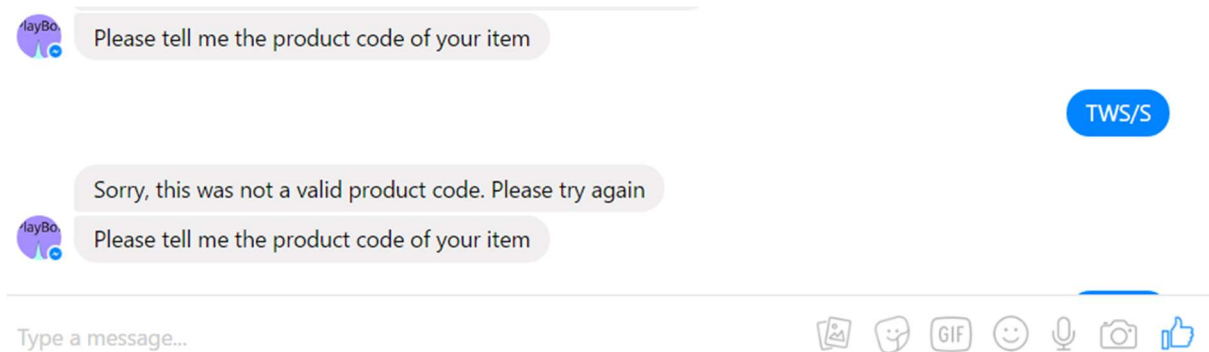 Please tell me the product code of your item
TWS/S
Sorry, this was not a valid product code. Please try again
Please tell me the product code of your item
Type a message...
GIF